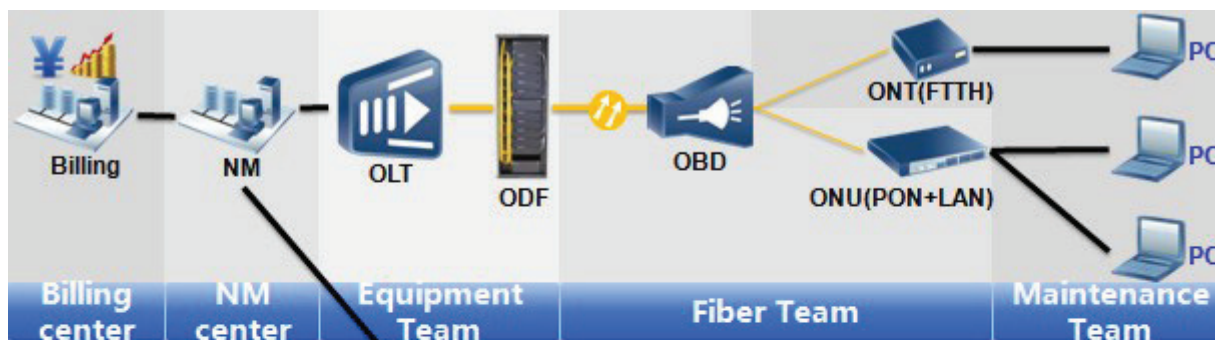 ¥
Billing
NM
OLT
ODF
OBD
ONT(FTTH)
ONU(PON+LAN)
PC
PC
PC
Billing
center
NM
center
Equipment
Team
Fiber Team
Maintenance
Team